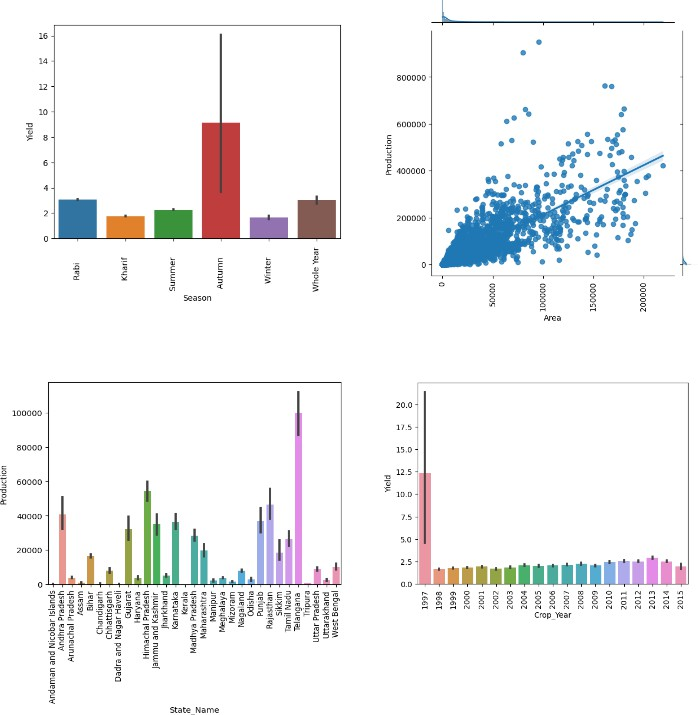 16
14
12
10
8
6
4
2
0
Yield
Rabi
Kharif
Summer
Autumn
Winter
Whole Year
Season
800000
600000
400000
200000
0
Production
0
50000
100000
150000
200000
Area
100000
80000
60000
40000
20000
0
Production
Andaman and Nicobar Islands
Andhra Pradesh
Arunachal Pradesh
Assam
Bihar
Chandigarh
Chhattisgarh
Dadra and Nagar Haveli
Gujarat
Haryana
Himachal Pradesh
Jammu and Kashmir
Jharkhand
Karnataka
Kerala
Madhya Pradesh
Maharashtra
Manipur
Meghalaya
Mizoram
Nagaland
Odisha
Punjab
Rajasthan
Sikkim
Tamil Nadu
Telangana
Tripura
Uttar Pradesh
Uttarakhand
West Bengal
State_Name
20.0
17.5
15.0
12.5
10.0
7.5
5.0
2.5
0.0
Yield
1997
1998
1999
2000
2001
2002
2003
2004
2005
2006
2007
2008
2009
2010
2011
2012
2013
2014
2015
Crop_Year